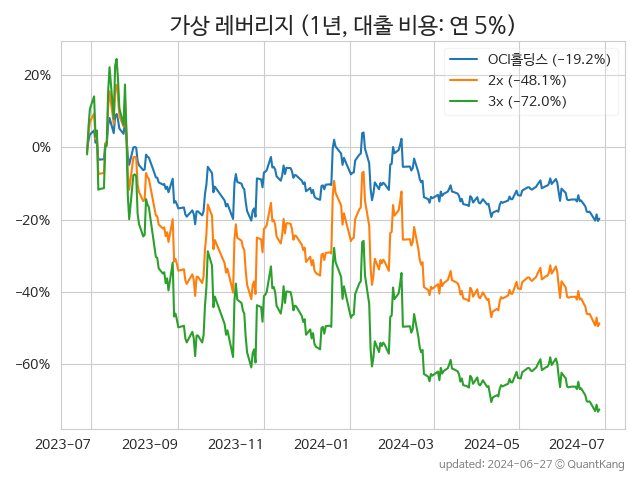 가상 레버리지 (1년, 대출 비용: 연 5%)
OCI홀딩스 (−19.2%)
2x (−48.1%)
3x (−72.0%)
20%
0%
−20%
−40%
−60%
2023−07 2023−09 2023−11 2024−01 2024−03 2024−05 2024−07
updated: 2024-06-27 © QuantKang